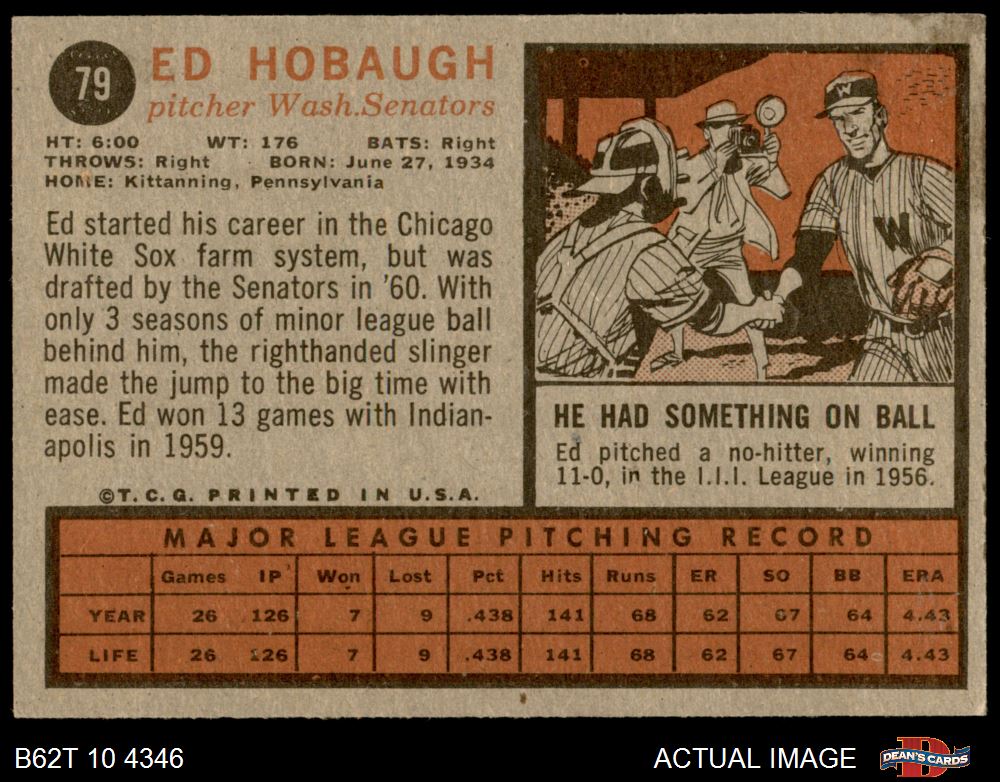 79
ED HOBAUGH
pitcher Wash.Senators
HT: 6:00 WT: 176 BATS: Right
THROWS: Right BORN: June 27, 1934
HOME: Kittanning, Pennsylvania
Ed started his career in the Chicago
White Sox farm system, but was
drafted by the Senators in '60. With
only 3 seasons of minor league ball
behind him, the righthanded slinger
made the jump to the big time with
ease. Ed won 13 games with Indian-
apolis in 1959.
©T. C. G. PRINTED IN U.S.A.
W
W
HE HAD SOMETHING ON BALL
Ed pitched a no-hitter, winning
11-0, in the I.I.I. League in 1956.
MAJOR LEAGUE PITCHING RECORD
Games IP Won Lost Pct Hits Runs ER SO BB ERA
YEAR 26 126 7 9 .438 141 68 62 67 64 4.43
LIFE 26 126 7 9 .438 141 68 62 67 64 4.43
B62T 10 4346
ACTUAL IMAGE
DEAN'S CARDS